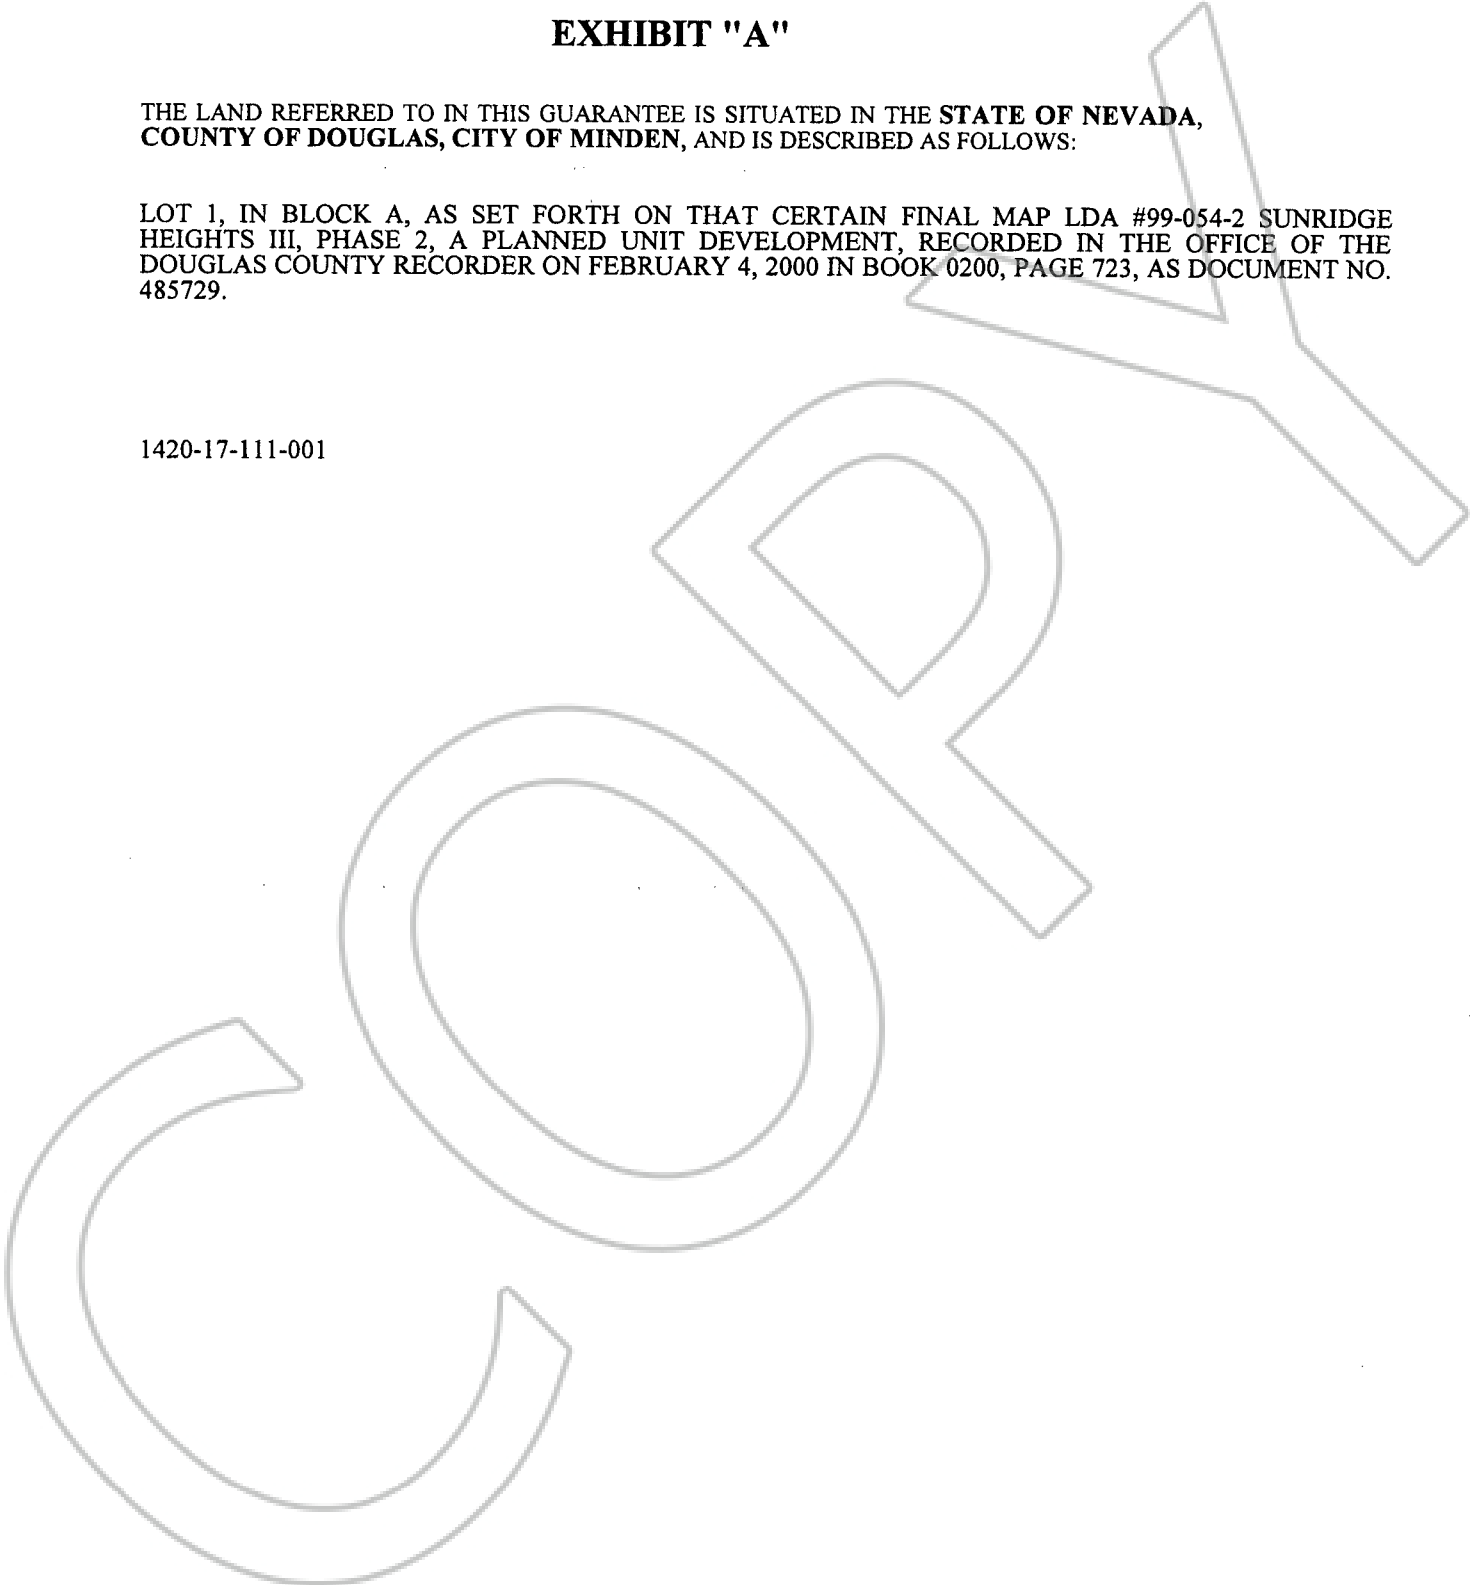 EXHIBIT "A"
THE LAND REFERRED TO IN THIS GUARANTEE IS SITUATED IN THE STATE OF NEVADA,
COUNTY OF DOUGLAS, CITY OF MINDEN, AND IS DESCRIBED AS FOLLOWS:
LOT 1, IN BLOCK A, AS SET FORTH ON THAT CERTAIN FINAL MAP LDA #99-054-2 SUNRIDGE
HEIGHTS III, PHASE 2, A PLANNED UNIT DEVELOPMENT, RECORDED IN THE OFFICE OF THE
DOUGLAS COUNTY RECORDER ON FEBRUARY 4, 2000 IN BOOK 0200, PAGE 723, AS DOCUMENT NO.
485729.
1420-17-111-001
COPY